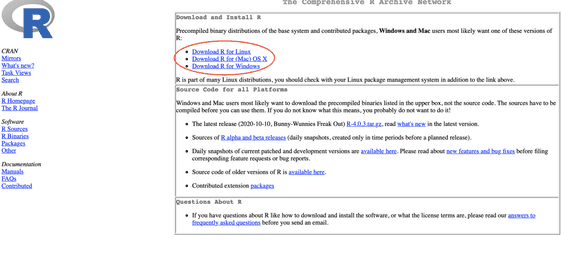 The Comprehensive R Archive Network
R
CRAN
Mirrors
What's new?
Task Views
Search
About R
R Homepage
The R Journal
Software
R Sources
R Binaries
Packages
Other
Documentation
Manuals
FAQs
Contributed
Download and Install R
Precompiled binary distributions of the base system and contributed packages, Windows and Mac users most likely want one of these versions of
R:
Download R for Linux
Download R for (Mac) OS X
Download R for Windows
R is part of many Linux distributions, you should check with your Linux package management system in addition to the link above.
Source Code for all Platforms
Windows and Mac users most likely want to download the precompiled binaries listed in the upper box, not the source code. The sources have to be
compiled before you can use them. If you do not know what this means, you probably do not want to do it!
The latest release (2020-10-10, Bunny-Wunnies Freak Out) R-4.0.3.tar.gz, read what's new in the latest version.
Sources of R alpha and beta releases (daily snapshots, created only in time periods before a planned release).
Daily snapshots of current patched and development versions are available here. Please read about new features and bug fixes before filing
corresponding feature requests or bug reports.
Source code of older versions of R is available here.
Contributed extension packages
Questions About R
If you have questions about R like how to download and install the software, or what the license terms are, please read our answers to
frequently asked questions before you send an email.